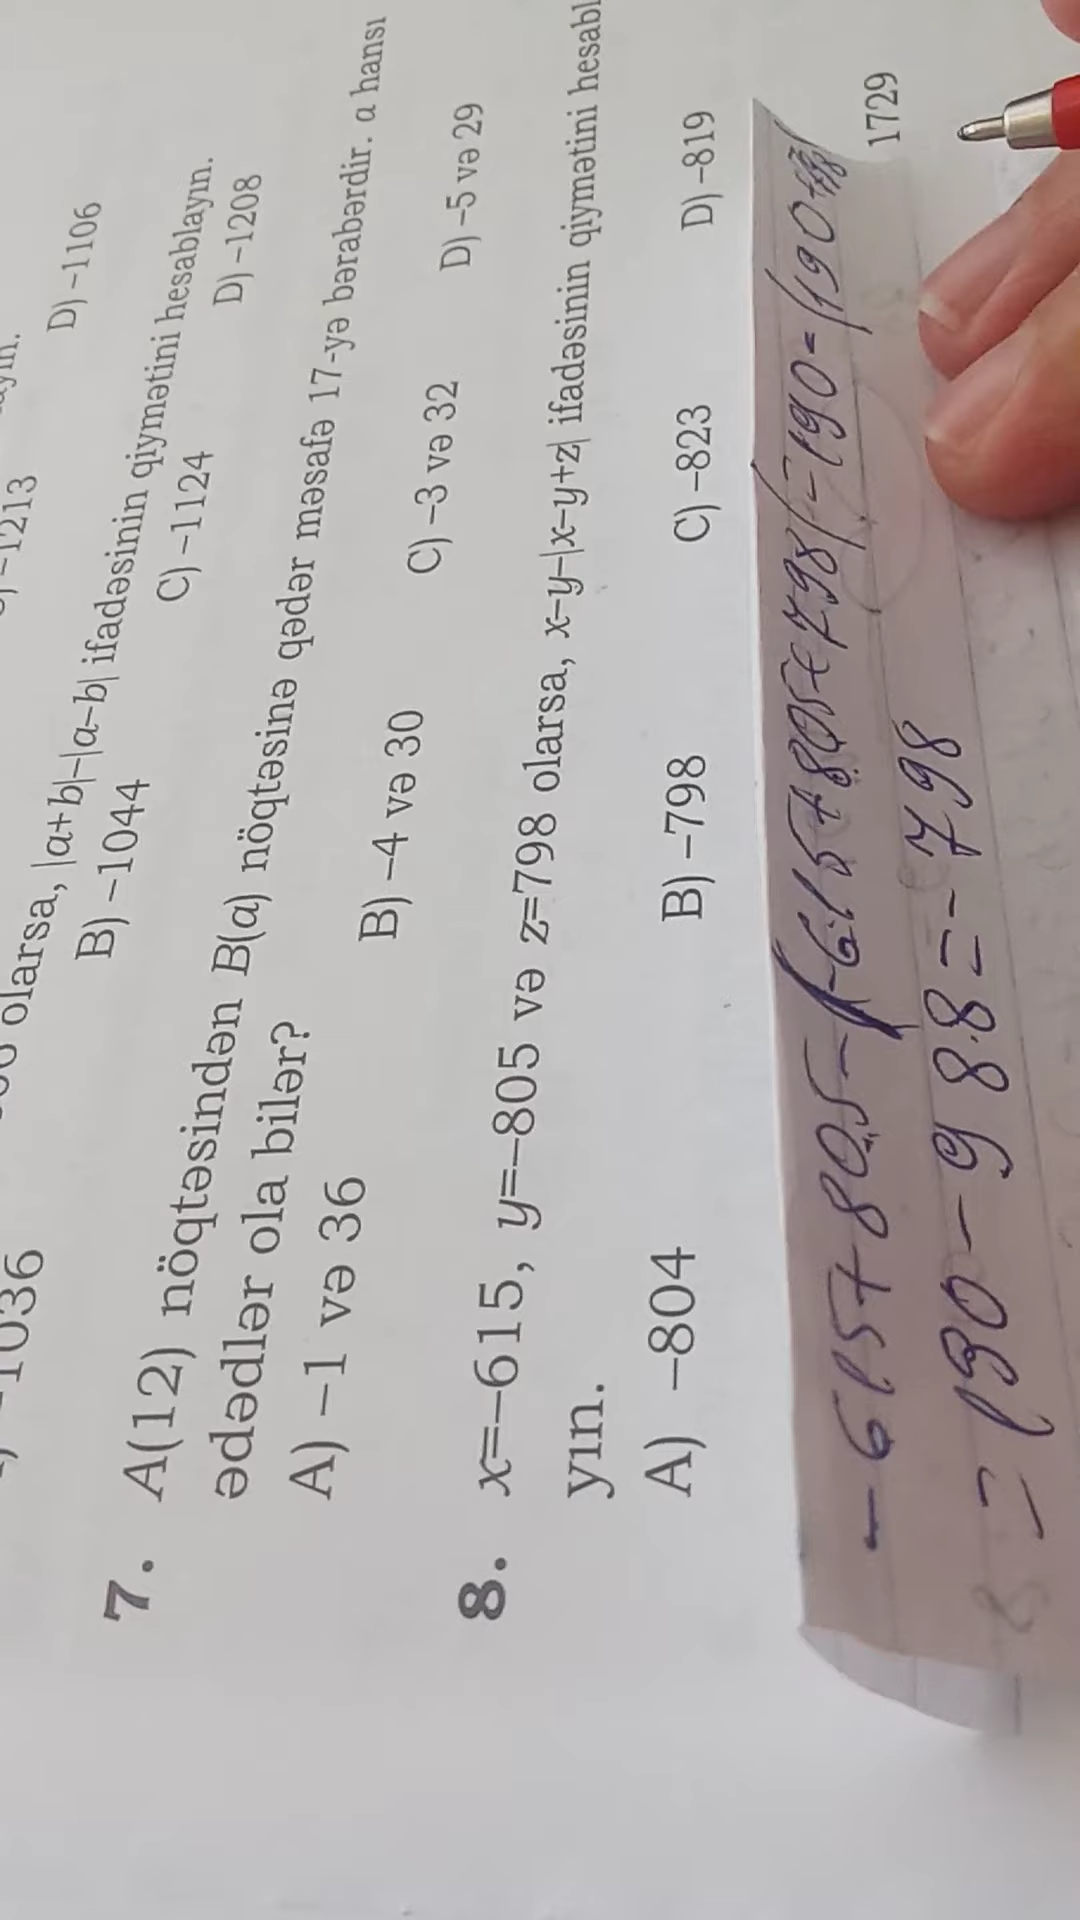 D) −1106
−1213
−1036
olarsa, |a+b|−|a−b| ifadəsinin qiymətini hesablayın.
B) −1044 C) −1124 D) −1208
7. A(12) nöqtəsindən B(a) nöqtəsinə qədər məsafə 17-yə bərabərdir. a hansı
ədədlər ola bilər?
A) −1 və 36 B) −4 və 30 C) −3 və 32 D) −5 və 29
8. x=−615, y=−805 və z=798 olarsa, x−y−|x−y+z| ifadəsinin qiymətini hesabl
yın.
A) −804 B) −798 C) −823 D) −819
−615+805−|−615+805+798|=190−|190+
=190−988=−798
1729